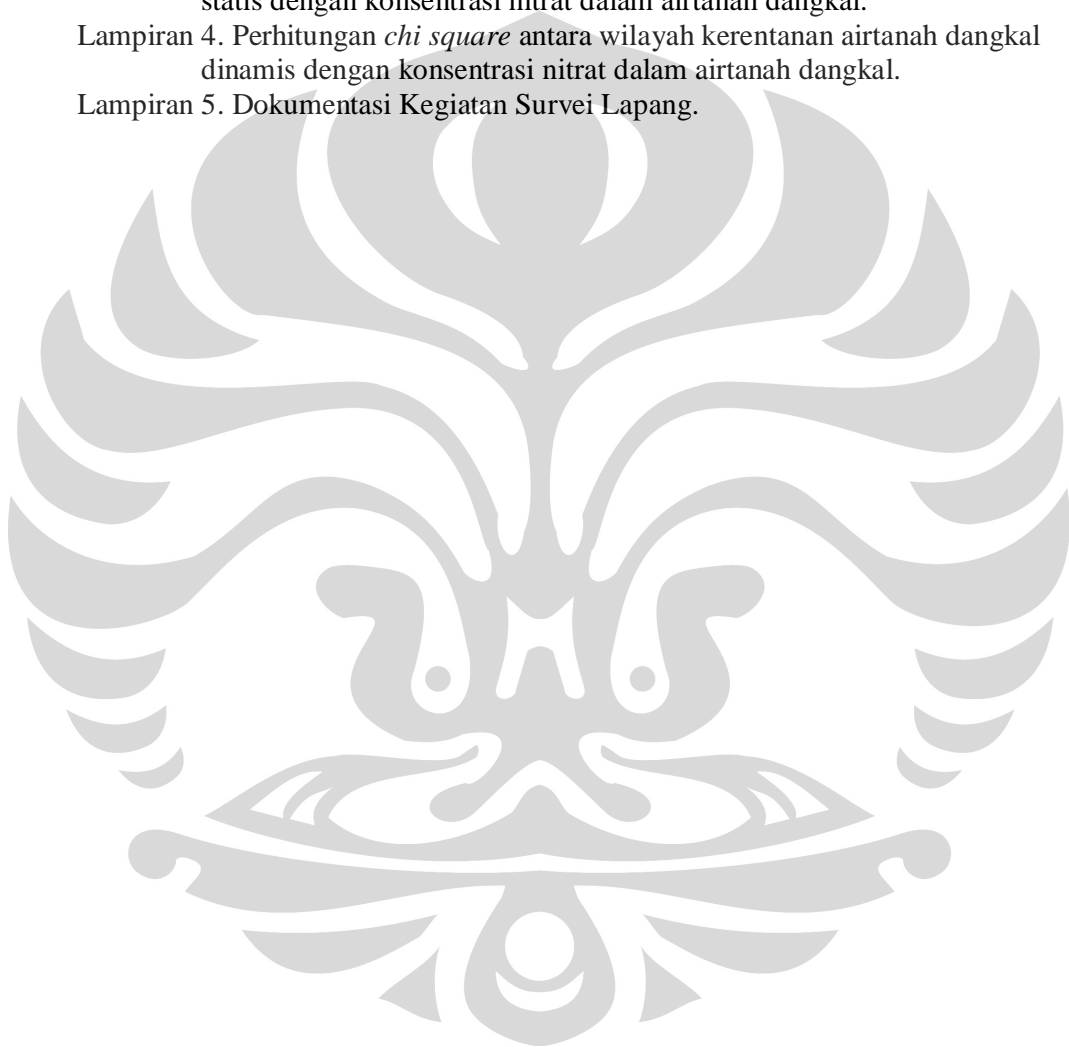 statis dengan konsentrasi nitrat dalam airtanah dangkal.
Lampiran 4. Perhitungan chi square antara wilayah kerentanan airtanah dangkal
dinamis dengan konsentrasi nitrat dalam airtanah dangkal.
Lampiran 5. Dokumentasi Kegiatan Survei Lapang.